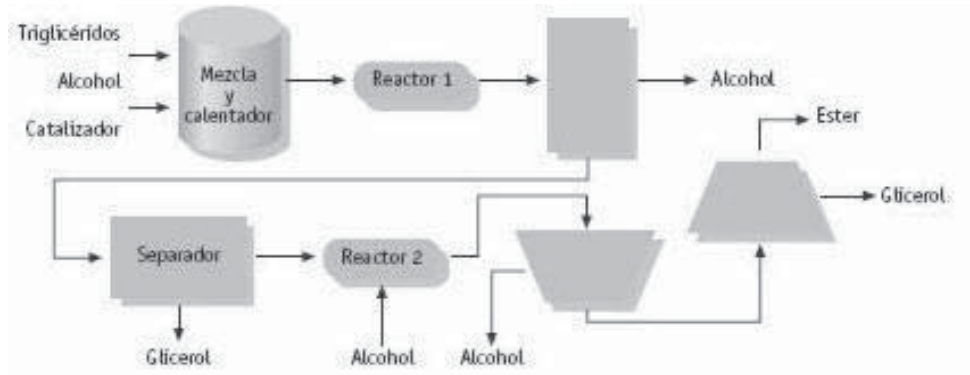 Triglicéridos
Alcohol
Catalizador
Mezcla
y
calentador
Reactor 1
Alcohol
Ester
Glicerol
Separador
Reactor 2
Glicerol
Alcohol
Alcohol